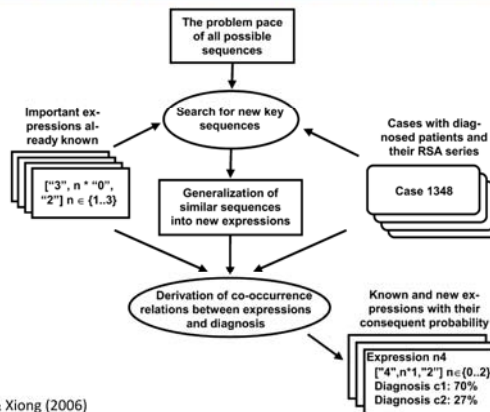 The problem pace
of all possible
sequences
Important ex-
pressions al-
ready known
Search for new key
sequences
Cases with diag-
nosed patients and
their RSA series
["3", n * "0",
"2"] n ∈ {1..3}
Case 1348
Generalization of
similar sequences
into new expressions
Derivation of co-occurrence
relations between expressions
and diagnosis
Known and new ex-
pressions with their
consequent probability
Expression n4
["4",n*1,"2"] n∈{0..2}
Diagnosis c1: 70%
Diagnosis c2: 27%
Xiong (2006)